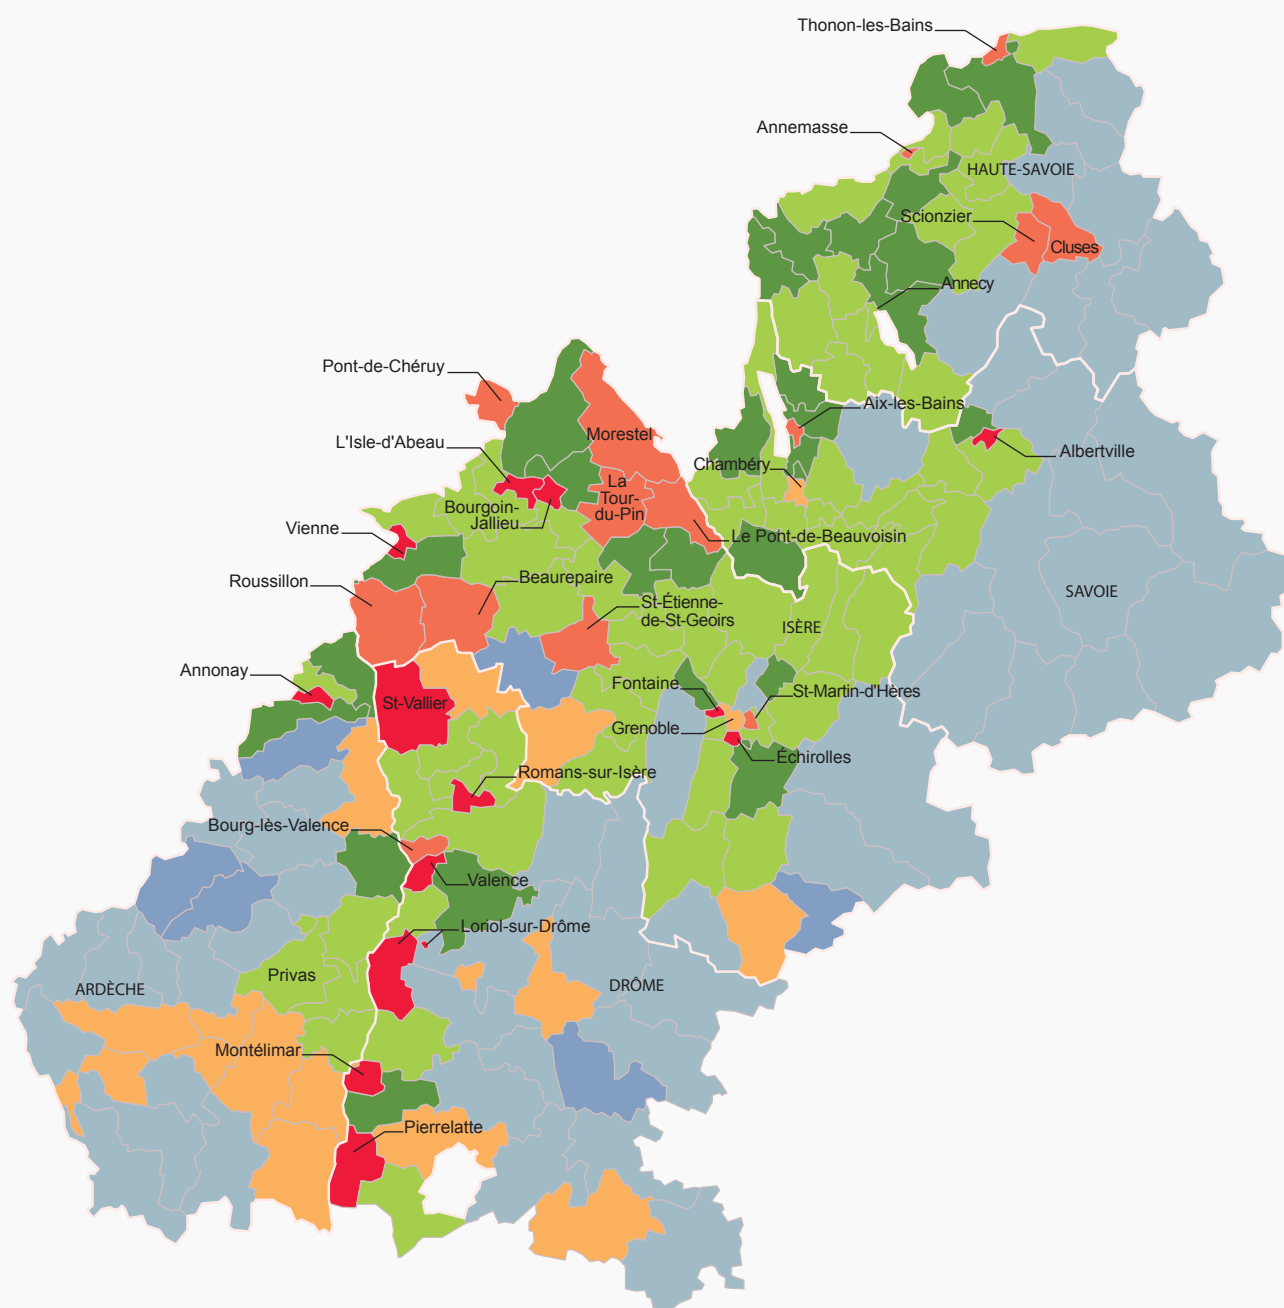 Thonon-les-Bains
Annemasse
HAUTE-SAVOIE
Scionzier
Cluses
Annecy
Pont-de-Chéruy
Aix-les-Bains
Morestel
L'Isle-d'Abeau
Albertville
Chambéry
La
Tour-
du-Pin
Bourgoin-
Jallieu
Vienne
Le Pont-de-Beauvoisin
Roussillon
Beaurepaire
SAVOIE
St-Étienne-
de-St-Geoirs
ISÈRE
Annonay
Fontaine
St-Martin-d'Hères
St-Vallier
Grenoble
Échirolles
Romans-sur-Isère
Bourg-lès-Valence
Valence
Loriol-sur-Drôme
Privas
ARDÈCHE
DRÔME
Montélimar
Pierrelatte